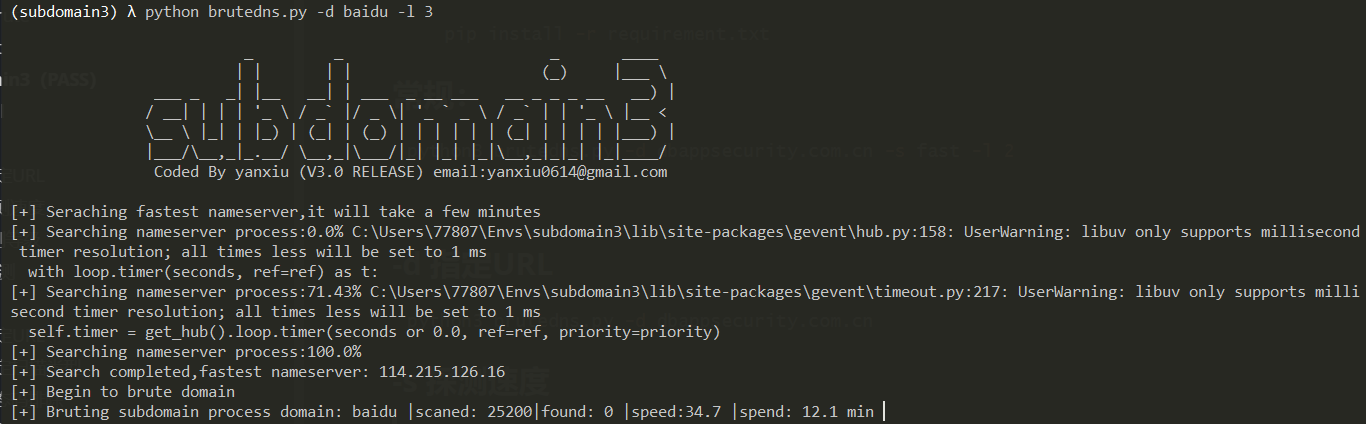 (subdomain3) λ python brutedns.py -d baidu -l 3
pip install -r requirement.txt
subdomain3
Coded By yanxiu (V3.0 RELEASE) email:yanxiu0614@gmail.com
[+] Seraching fastest nameserver,it will take a few minutes
[+] Searching nameserver process:0.0% C:\Users\77807\Envs\subdomain3\lib\site-packages\gevent\hub.py:158: UserWarning: libuv only supports millisecond
timer resolution; all times less will be set to 1 ms
with loop.timer(seconds, ref=ref) as t:
[+] Searching nameserver process:71.43% C:\Users\77807\Envs\subdomain3\lib\site-packages\gevent\timeout.py:217: UserWarning: libuv only supports milli
second timer resolution; all times less will be set to 1 ms
self.timer = get_hub().loop.timer(seconds or 0.0, ref=ref, priority=priority)
[+] Searching nameserver process:100.0%
[+] Search completed,fastest nameserver: 114.215.126.16
[+] Begin to brute domain
[+] Bruting subdomain process domain: baidu |scaned: 25200|found: 0 |speed:34.7 |spend: 12.1 min